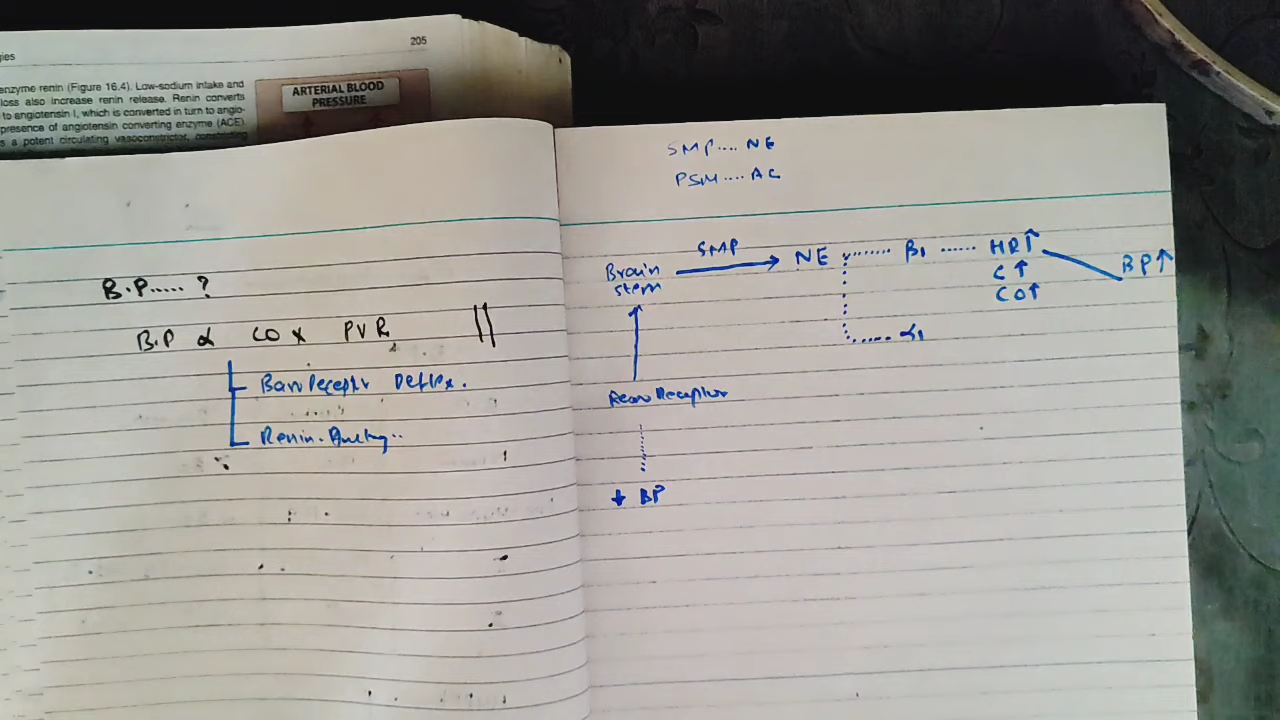 205
gies
enzyme renin (Figure 16.4). Low-sodium intake and
loss also increase renin release. Renin converts
to angiotensin I, which is converted in turn to angio-
presence of angiotensin converting enzyme (ACE).
s a potent circulating vasoconstrictor, constricting
ARTERIAL BLOOD
PRESSURE
B.P..... ?
B.P α CO x PVR
BaroReceptr Reflex.
Renin-
SMP.... NE
PSM.... AC
Brain
stem
SMP
NE ........ β1 ...... HR↑
C↑
CO↑
BP↑
...... α1
Receptor
↓ BP